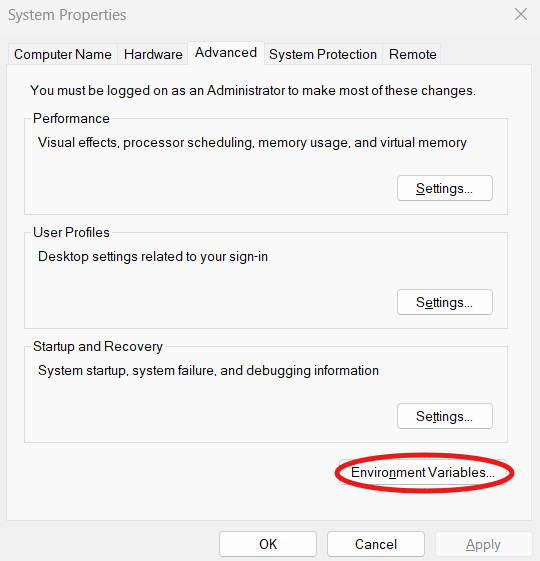 System Properties
Computer Name Hardware Advanced System Protection Remote
You must be logged on as an Administrator to make most of these changes.
Performance
Visual effects, processor scheduling, memory usage, and virtual memory
Settings...
User Profiles
Desktop settings related to your sign-in
Settings...
Startup and Recovery
System startup, system failure, and debugging information
Settings...
Environment Variables...
OK Cancel Apply